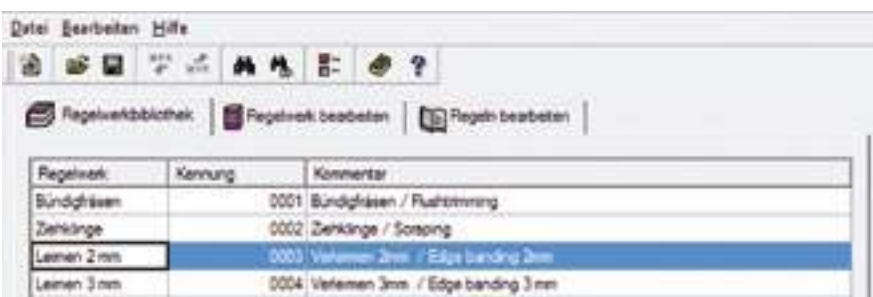 Datei Bearbeiten Hilfe
Regelwerkbibliothek Regelwerk bearbeiten Regeln bearbeiten
Regelwerk Kennung Kommentar
Bündigfräsen 0001 Bündigfräsen / Flushtrimming
Ziehklinge 0002 Ziehklinge / Scraping
Leimen 2 mm 0003 Verleimen 2mm / Edge banding 2mm
Leimen 3 mm 0004 Verleimen 3mm / Edge banding 3 mm